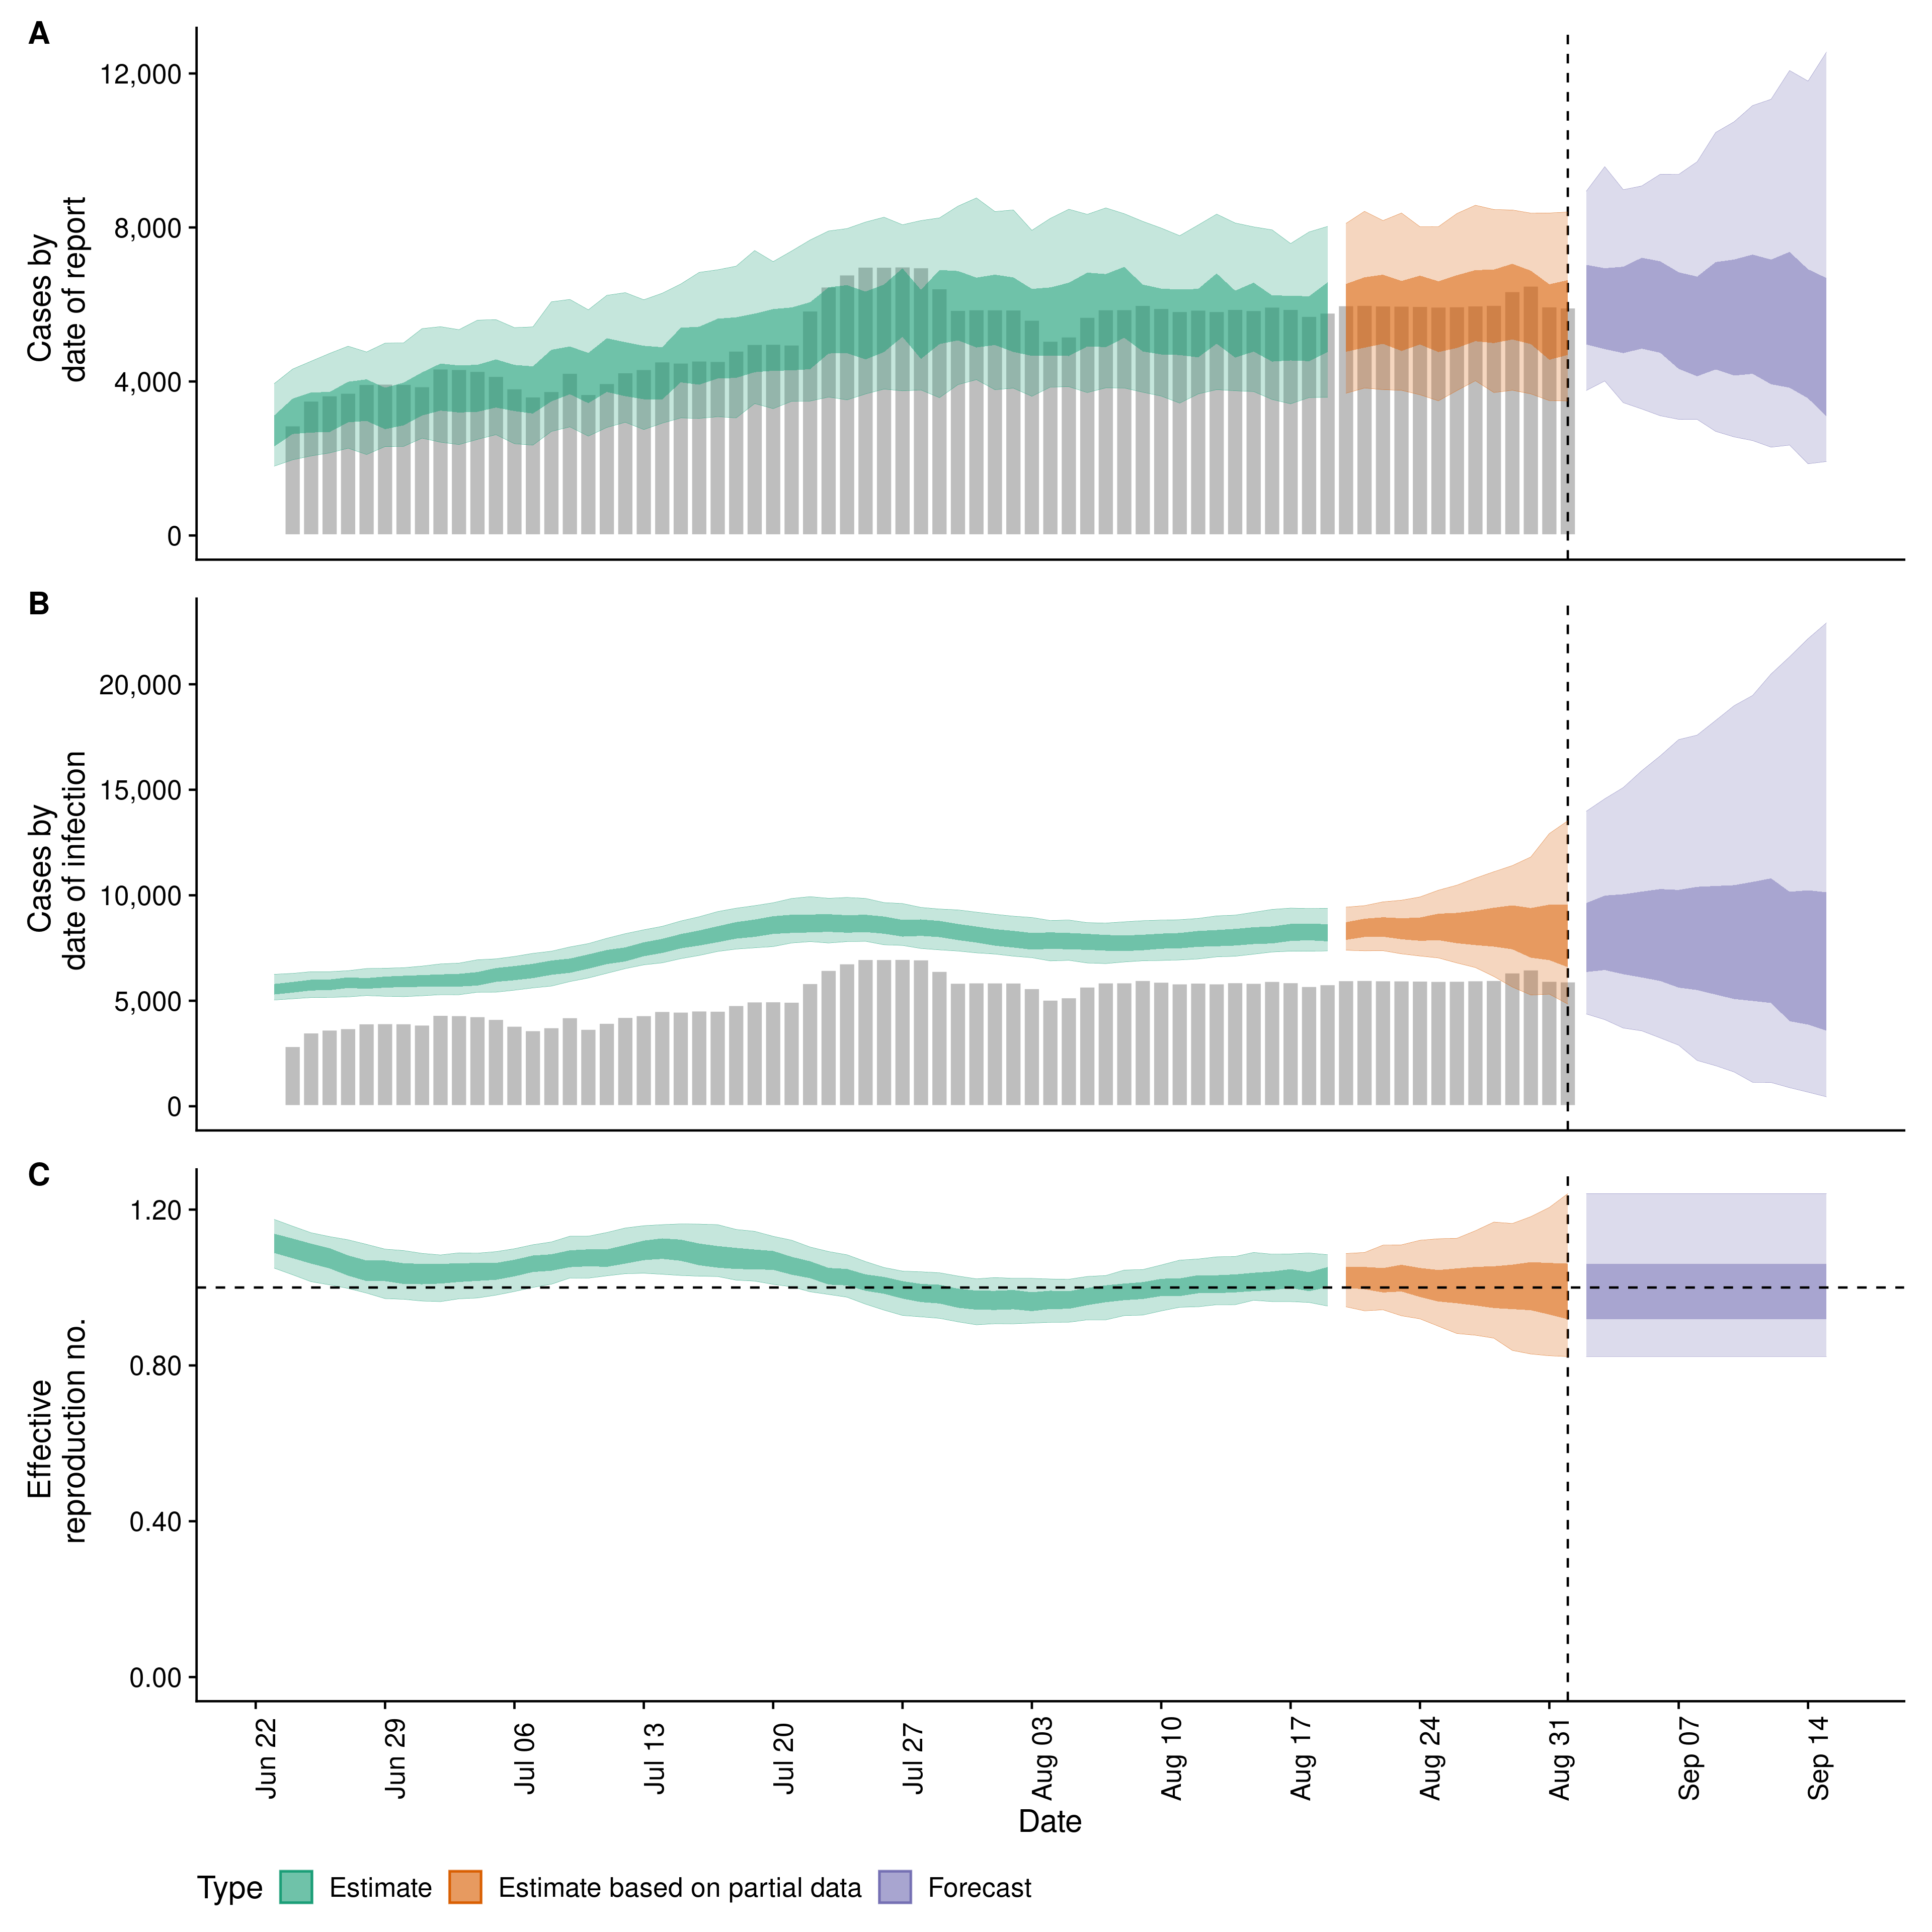 A
12,000
8,000
4,000
0
Cases by
date of report
B
20,000
15,000
10,000
5,000
0
Cases by
date of infection
C
1.20
0.80
0.40
0.00
Effective
reproduction no.
Jun 22
Jun 29
Jul 06
Jul 13
Jul 20
Jul 27
Aug 03
Aug 10
Aug 17
Aug 24
Aug 31
Sep 07
Sep 14
Date
Type
Estimate
Estimate based on partial data
Forecast